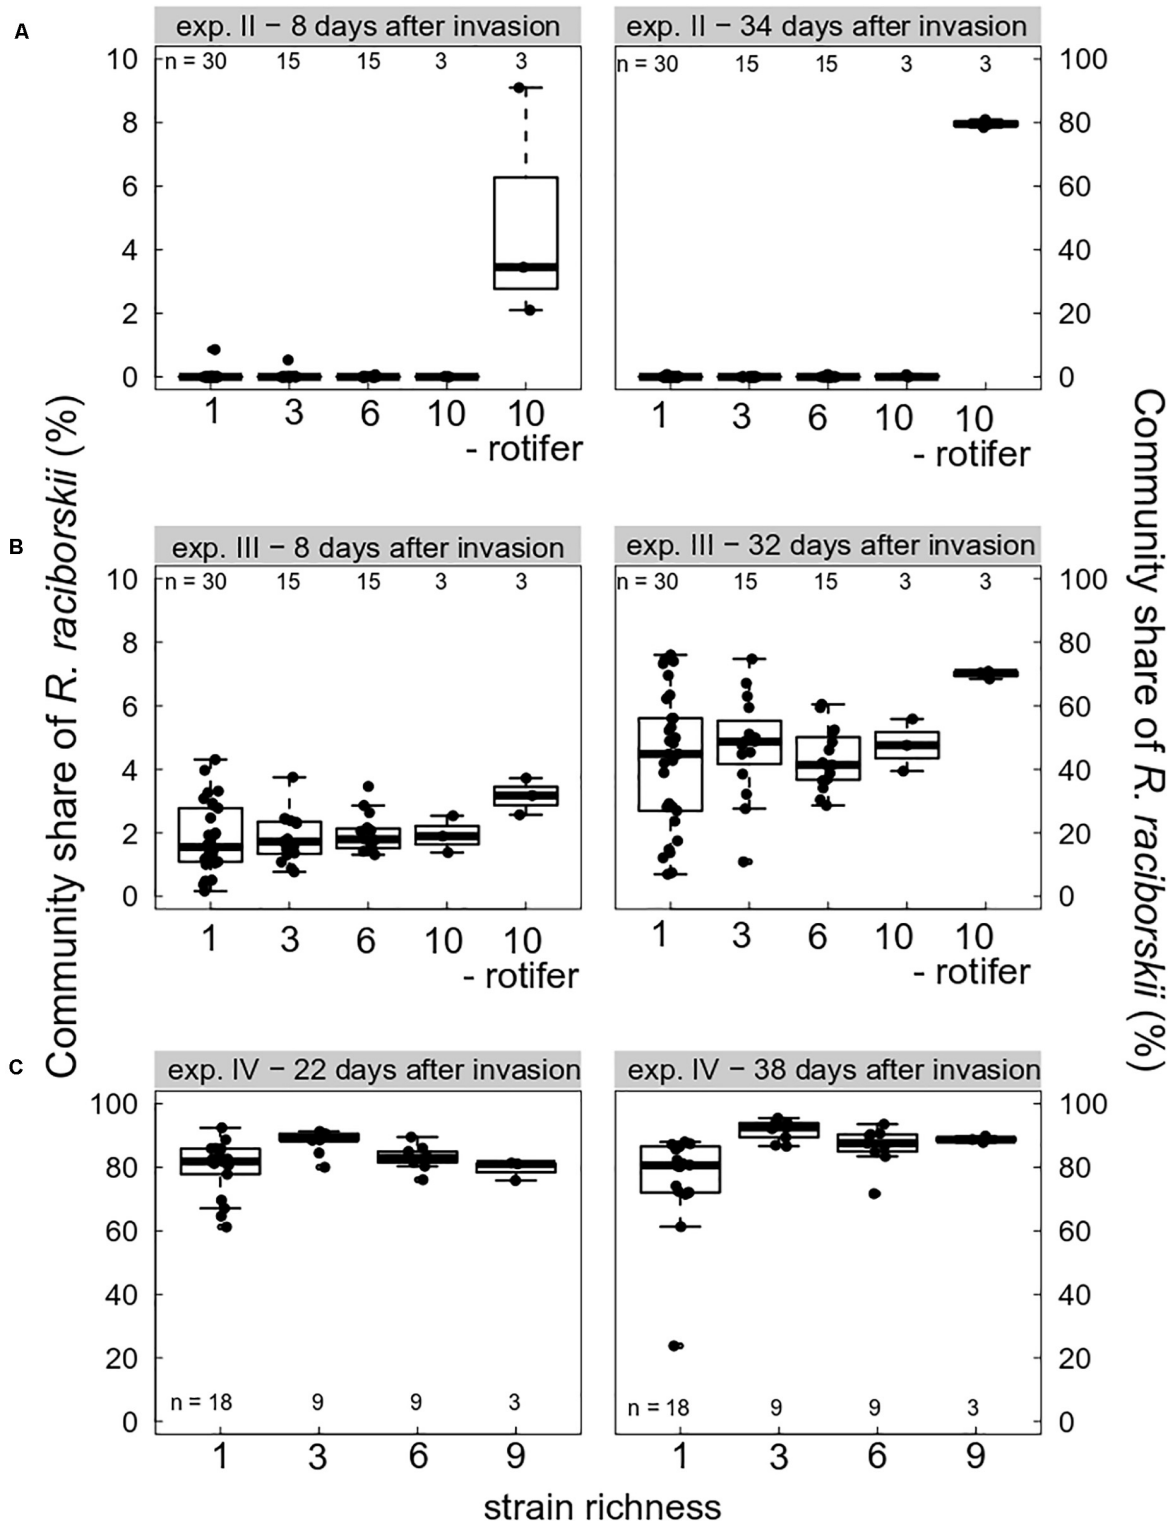 A
exp. II − 8 days after invasion
exp. II − 34 days after invasion
n = 30 15 15 3 3
n = 30 15 15 3 3
10
8
6
4
2
0
100
80
60
40
20
0
1 3 6 10 10
- rotifer
1 3 6 10 10
- rotifer
Community share of R. raciborskii (%)
Community share of R. raciborskii (%)
B
exp. III − 8 days after invasion
exp. III − 32 days after invasion
n = 30 15 15 3 3
n = 30 15 15 3 3
10
8
6
4
2
0
100
80
60
40
20
0
1 3 6 10 10
- rotifer
1 3 6 10 10
- rotifer
C
exp. IV − 22 days after invasion
exp. IV − 38 days after invasion
100
80
60
40
20
0
100
80
60
40
20
0
n = 18 9 9 3
n = 18 9 9 3
1 3 6 9
1 3 6 9
strain richness